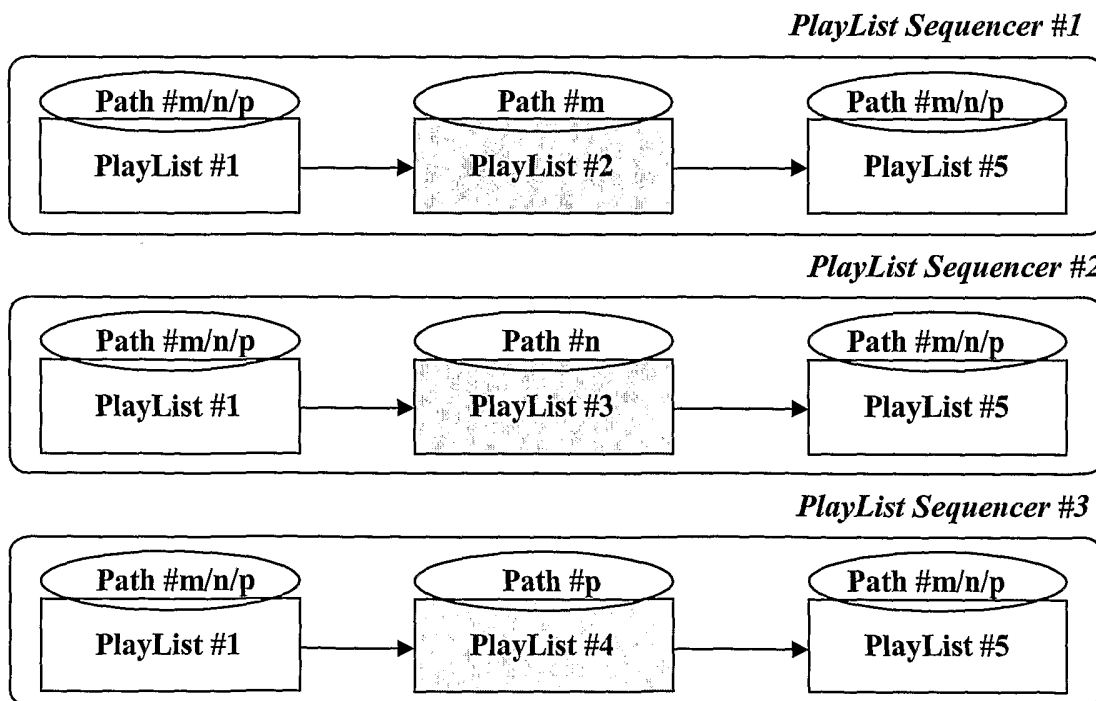 PlayList Sequencer #1
Path #m/n/p Path #m Path #m/n/p
PlayList #1 PlayList #2 PlayList #5
PlayList Sequencer #2
Path #m/n/p Path #n Path #m/n/p
PlayList #1 PlayList #3 PlayList #5
PlayList Sequencer #3
Path #m/n/p Path #p Path #m/n/p
PlayList #1 PlayList #4 PlayList #5